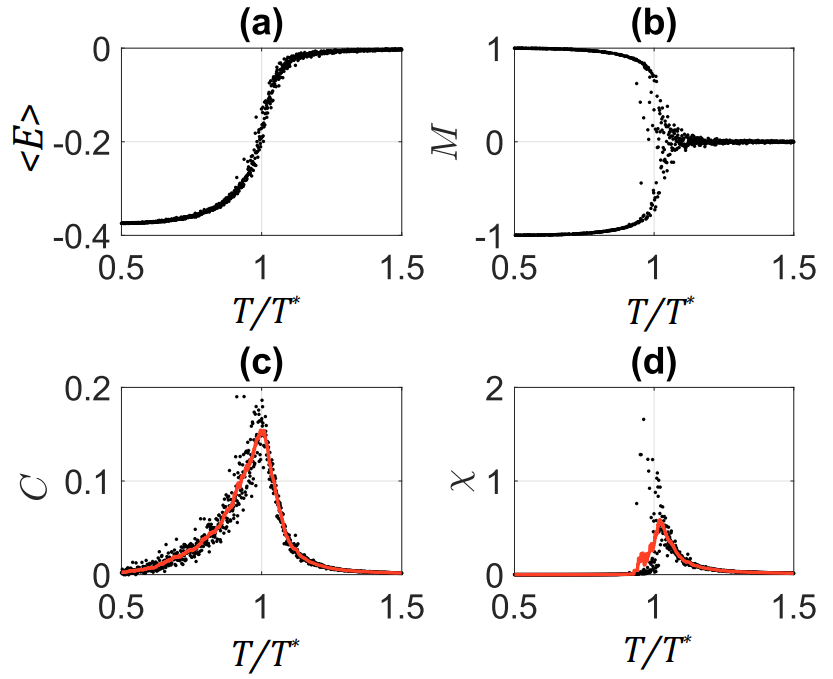 (a)
0
-0.2
-0.4
<E>
0.5 1 1.5
T/T*
(b)
1
0
-1
M
0.5 1 1.5
T/T*
(c)
0.2
0.1
0
C
0.5 1 1.5
T/T*
(d)
2
1
0
χ
0.5 1 1.5
T/T*